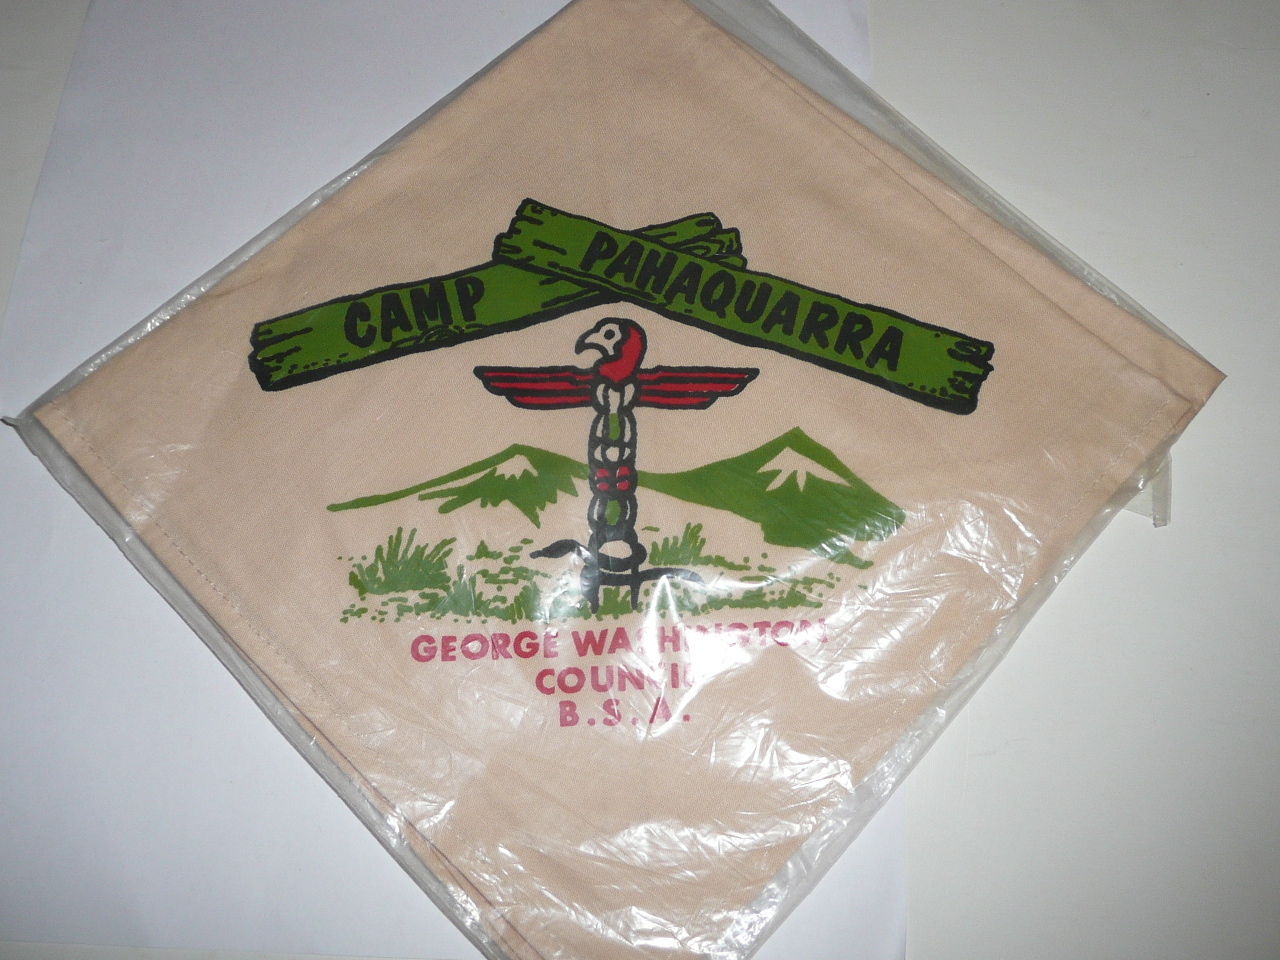 CAMP PAHAQUARRA
GEORGE WASHINGTON
COUNCIL
B.S.A.